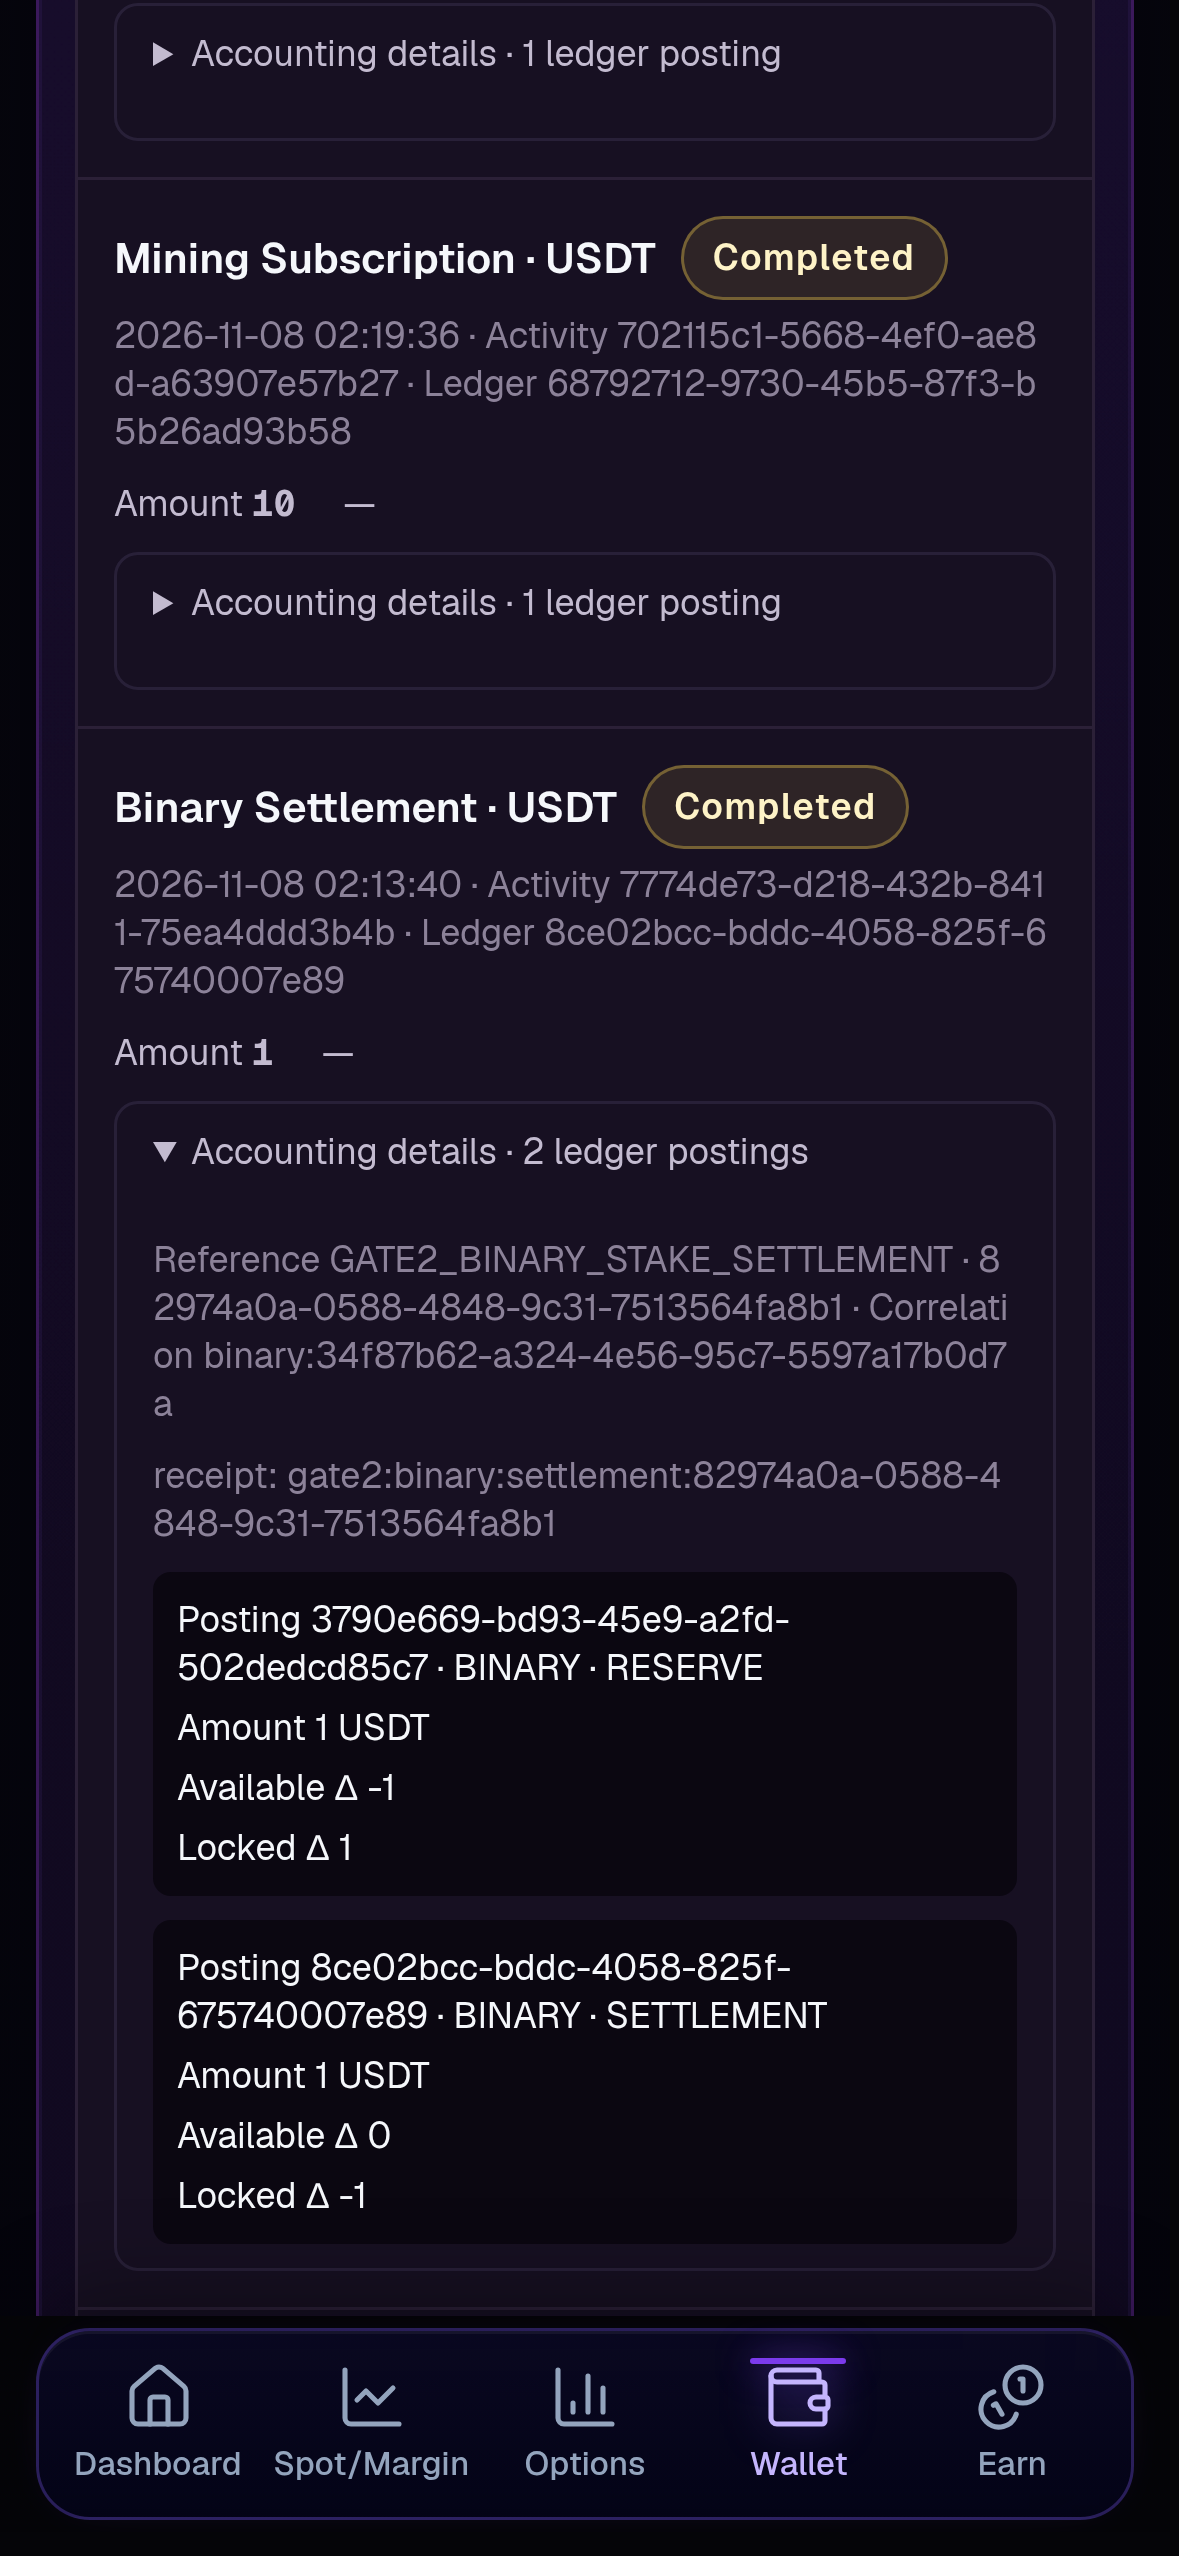 ▶ Accounting details · 1 ledger posting
Mining Subscription · USDT Completed
2026-11-08 02:19:36 · Activity 702115c1-5668-4ef0-ae8
d-a63907e57b27 · Ledger 68792712-9730-45b5-87f3-b
5b26ad93b58
Amount 10 —
▶ Accounting details · 1 ledger posting
Binary Settlement · USDT Completed
2026-11-08 02:13:40 · Activity 7774de73-d218-432b-841
1-75ea4ddd3b4b · Ledger 8ce02bcc-bddc-4058-825f-6
75740007e89
Amount 1 —
▼ Accounting details · 2 ledger postings
Reference GATE2_BINARY_STAKE_SETTLEMENT · 8
2974a0a-0588-4848-9c31-7513564fa8b1 · Correlati
on binary:34f87b62-a324-4e56-95c7-5597a17b0d7
a
receipt: gate2:binary:settlement:82974a0a-0588-4
848-9c31-7513564fa8b1
Posting 3790e669-bd93-45e9-a2fd-
502dedcd85c7 · BINARY · RESERVE
Amount 1 USDT
Available Δ -1
Locked Δ 1
Posting 8ce02bcc-bddc-4058-825f-
675740007e89 · BINARY · SETTLEMENT
Amount 1 USDT
Available Δ 0
Locked Δ -1
Dashboard Spot/Margin Options Wallet Earn